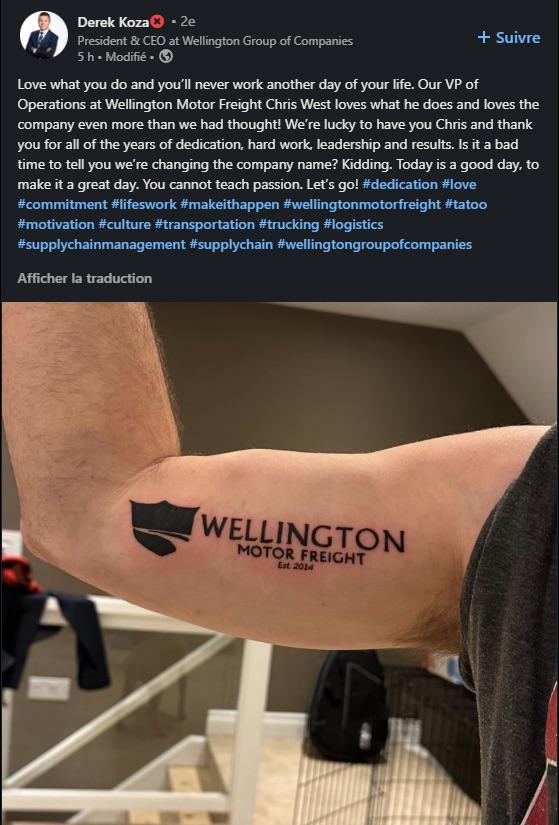 Derek Koza • 2e
President & CEO at Wellington Group of Companies
5 h • Modifié •
+ Suivre
Love what you do and you'll never work another day of your life. Our VP of
Operations at Wellington Motor Freight Chris West loves what he does and loves the
company even more than we had thought! We're lucky to have you Chris and thank
you for all of the years of dedication, hard work, leadership and results. Is it a bad
time to tell you we're changing the company name? Kidding. Today is a good day, to
make it a great day. You cannot teach passion. Let's go! #dedication #love
#commitment #lifeswork #makeithappen #wellingtonmotorfreight #tatoo
#motivation #culture #transportation #trucking #logistics
#supplychainmanagement #supplychain #wellingtongroupofcompanies
Afficher la traduction
WELLINGTON
MOTOR FREIGHT
Est. 2014